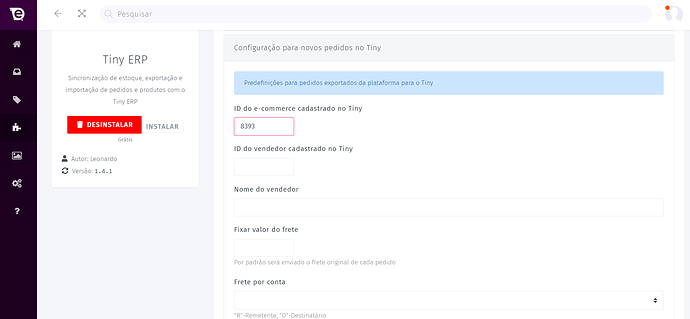 Pesquisar
Tiny ERP
Sincronização de estoque, exportação e
importação de pedidos e produtos com o
Tiny ERP
DESINSTALAR
INSTALAR
Grátis
Autor: Leonardo
Versão: 1.4.1
Configuração para novos pedidos no Tiny
Predefinições para pedidos exportados da plataforma para o Tiny
ID do e-commerce cadastrado no Tiny
8393
ID do vendedor cadastrado no Tiny
Nome do vendedor
Fixar valor do frete
Por padrão será enviado o frete original de cada pedido
Frete por conta
"R"-Remetente, "D"-Destinatário